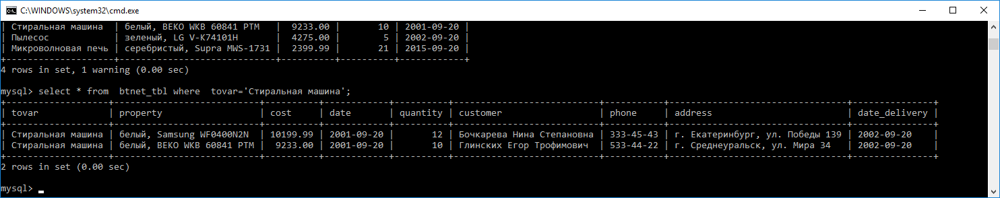 C:\WINDOWS\system32\cmd.exe
| Стиральная машина  | белый, BEKO WKB 60841 PTM   |  9233.00 |       10 | 2001-09-20 |
| Пылесос            | зеленый, LG V-K74101H       |  4275.00 |        5 | 2002-09-20 |
| Микроволновая печь | серебристый, Supra MWS-1731 |  2399.99 |       21 | 2015-09-20 |
+--------------------+-----------------------------+----------+----------+------------+
4 rows in set, 1 warning (0.00 sec)
mysql> select * from  btnet_tbl where  tovar='Стиральная машина';
+-------------------+--------------------------+----------+------------+----------+---------------------------+-----------+---------------------------------+---------------+
| tovar             | property                 | cost     | date       | quantity | customer                  | phone     | address                         | date_delivery |
+-------------------+--------------------------+----------+------------+----------+---------------------------+-----------+---------------------------------+---------------+
| Стиральная машина | белый, Samsung WF0400N2N  | 10199.99 | 2001-09-20 |       12 | Бочкарева Нина Степановна | 333-45-43 | г. Екатеринбург, ул. Победы 139 | 2002-09-20    |
| Стиральная машина | белый, BEKO WKB 60841 PTM |  9233.00 | 2001-09-20 |       10 | Глинских Егор Трофимович  | 533-44-22 | г. Среднеуральск, ул. Мира 34   | 2002-09-20    |
+-------------------+--------------------------+----------+------------+----------+---------------------------+-----------+---------------------------------+---------------+
2 rows in set (0.00 sec)
mysql>